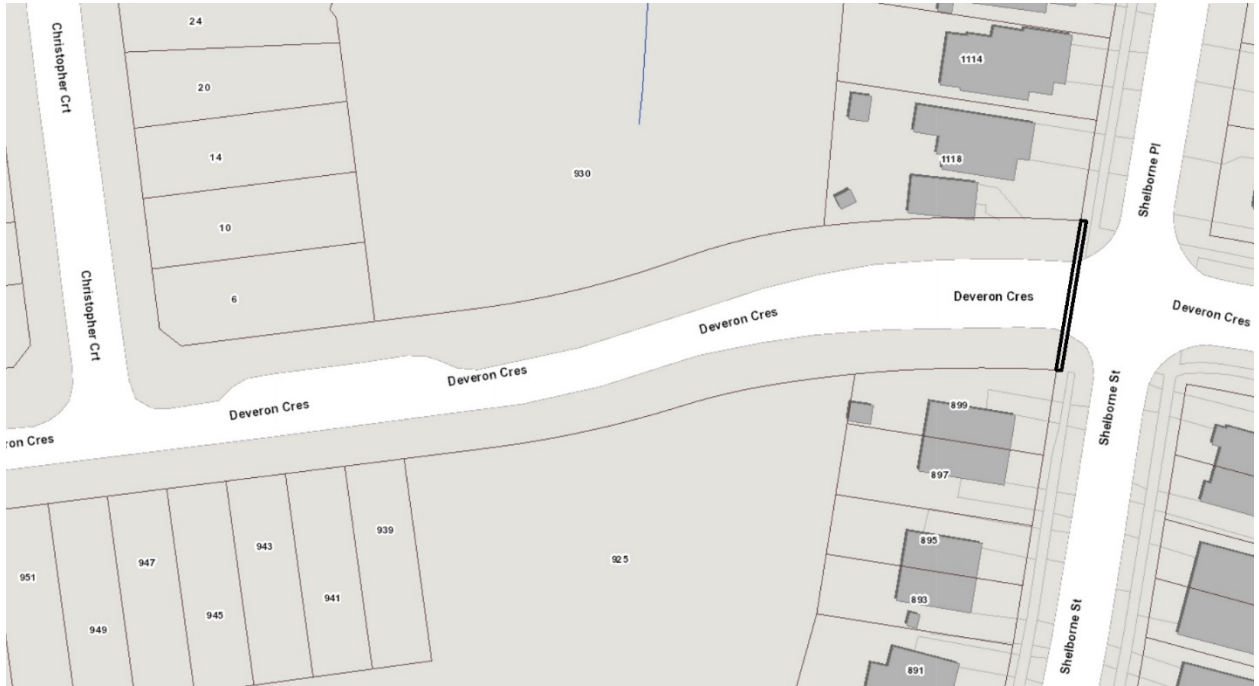 24
Christopher Crt
1114
20
14
1118
930
Shelborne Pl
10
6
Christopher Crt
Deveron Cres
Deveron Cres
Deveron Cres
Deveron Cres
Deveron Cres
ron Cres
899
Shelborne St
897
939
943
895
947
925
951
941
893
945
949
Shelborne St
891